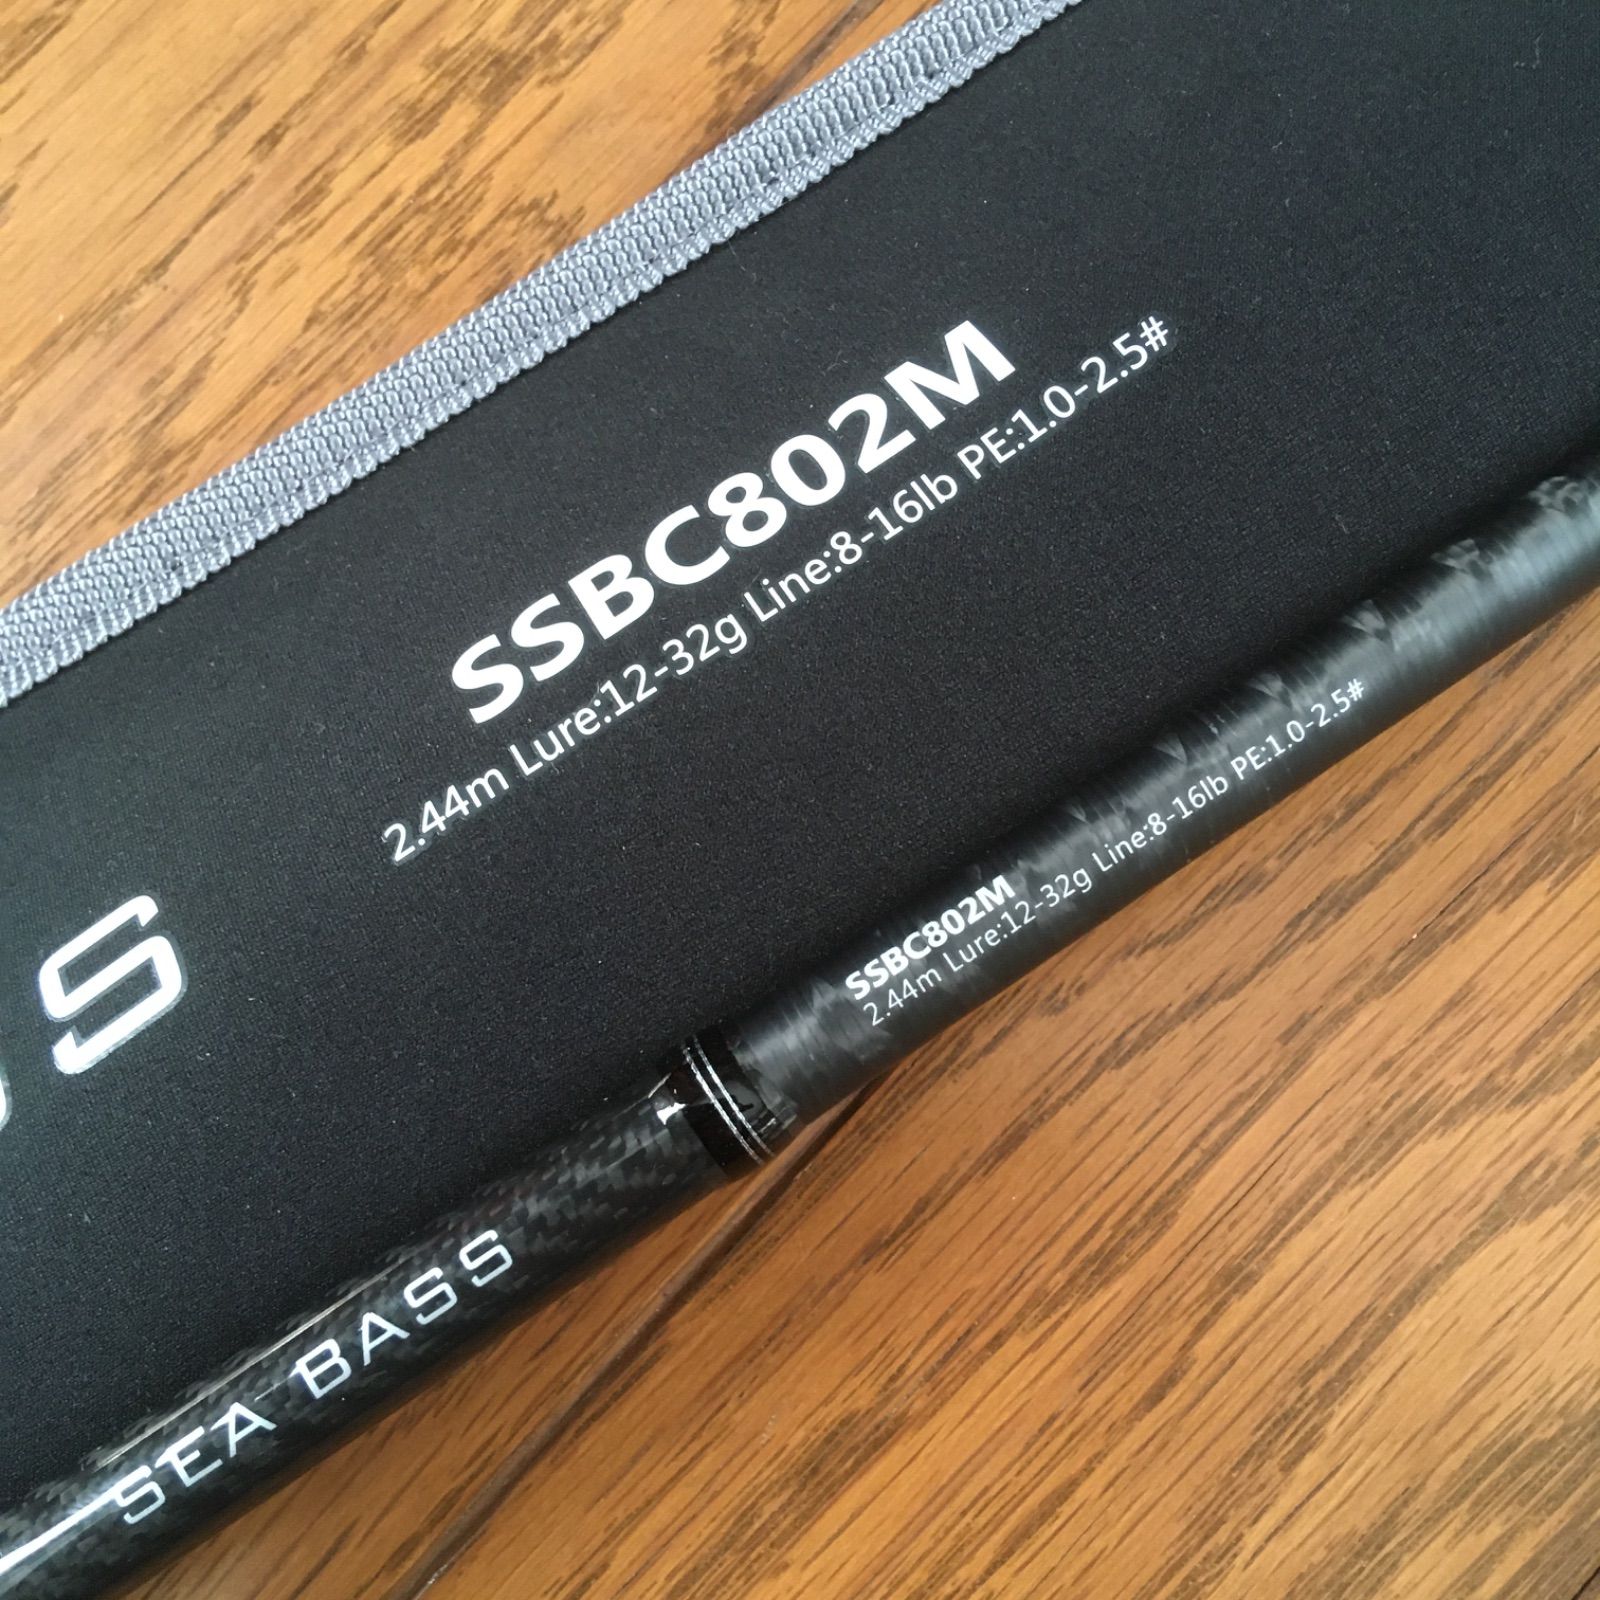 SSBC802M
2.44m Lure:12-32g Line:8-16lb PE:1.0-2.5#
S
SSBC802M
2.44m Lure:12-32g Line:8-16lb PE:1.0-2.5#
SEA BASS